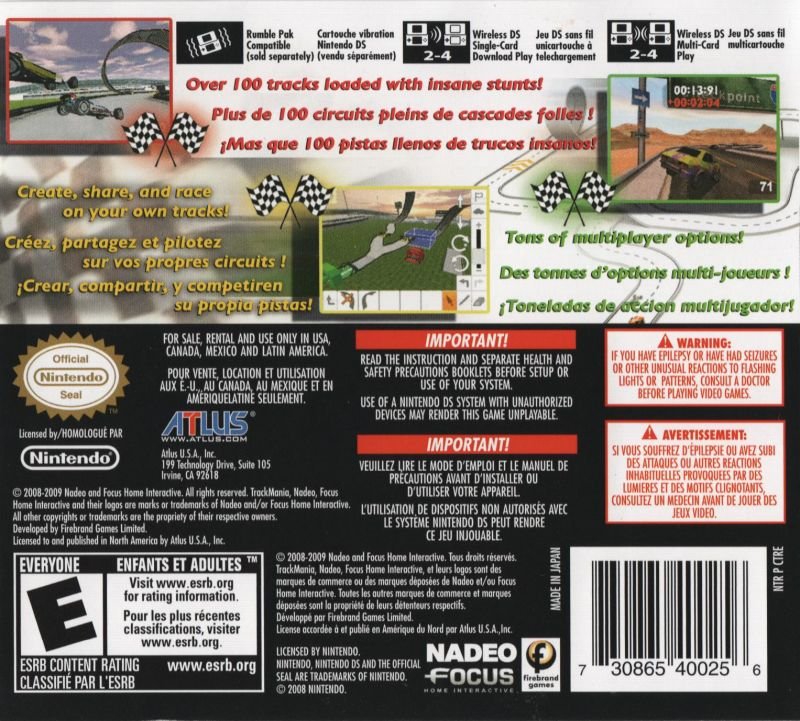 Rumble Pak
Compatible
(sold separately)
Cartouche vibration
Nintendo DS
(vendu séparément)
2-4
Wireless DS
Single-Card
Download Play
Jeu DS sans fil
unicartouche à
telechargement
2-4
Wireless DS
Multi-Card
Play
Jeu DS sans fil
multicartouche
Over 100 tracks loaded with insane stunts!
Plus de 100 circuits pleins de cascades folles !
¡Mas que 100 pistas llenos de trucos insanos!
00:13:91
+00:02:04
point
71
Create, share, and race
on your own tracks!
Créez, partagez et pilotez
sur vos propres circuits !
¡Crear, compartir, y competiren
su propia pistas!
Tons of multiplayer options!
Des tonnes d'options multi-joueurs !
¡Toneladas de accion multijugador!
Official
Nintendo
Seal
TM
Licensed by/HOMOLOGUÉ PAR
Nintendo®
FOR SALE, RENTAL AND USE ONLY IN USA,
CANADA, MEXICO AND LATIN AMERICA.
POUR VENTE, LOCATION ET UTILISATION
AUX E.-U., AU CANADA, AU MEXIQUE ET EN
AMÉRIQUELATINE SEULEMENT.
ATLUS®
WWW.ATLUS.COM
Atlus U.S.A., Inc.
199 Technology Drive, Suite 105
Irvine, CA 92618
© 2008-2009 Nadeo and Focus Home Interactive. All rights reserved. TrackMania, Nadeo, Focus
Home Interactive and their logos are marks or trademarks of Nadeo and/or Focus Home Interactive.
All other copyrights or trademarks are the propriety of their respective owners.
Developed by Firebrand Games Limited.
Licensed to and published in North America by Atlus U.S.A., Inc.
IMPORTANT!
READ THE INSTRUCTION AND SEPARATE HEALTH AND
SAFETY PRECAUTIONS BOOKLETS BEFORE SETUP OR
USE OF YOUR SYSTEM.
USE OF A NINTENDO DS SYSTEM WITH UNAUTHORIZED
DEVICES MAY RENDER THIS GAME UNPLAYABLE.
IMPORTANT!
VEUILLEZ LIRE LE MODE D'EMPLOI ET LE MANUEL DE
PRÉCAUTIONS AVANT D'INSTALLER OU
D'UTILISER VOTRE APPAREIL.
L'UTILISATION DE DISPOSITIFS NON AUTORISÉS AVEC
LE SYSTÈME NINTENDO DS PEUT RENDRE
CE JEU INJOUABLE.
WARNING:
IF YOU HAVE EPILEPSY OR HAVE HAD SEIZURES
OR OTHER UNUSUAL REACTIONS TO FLASHING
LIGHTS OR PATTERNS, CONSULT A DOCTOR
BEFORE PLAYING VIDEO GAMES.
AVERTISSEMENT:
SI VOUS SOUFFREZ D'ÉPILEPSIE OU AVEZ SUBI
DES ATTAQUES OU AUTRES REACTIONS
INHABITUELLES PROVOQUEES PAR DES
LUMIERES ET DES MOTIFS CLIGNOTANTS,
CONSULTEZ UN MEDECIN AVANT DE JOUER DES
JEUX VIDEO.
EVERYONE
ENFANTS ET ADULTES ™
E
Visit www.esrb.org
for rating information.
Pour les plus récentes
classifications, visiter
www.esrb.org.
ESRB CONTENT RATING
www.esrb.org
CLASSIFIÉ PAR L'ESRB
© 2008-2009 Nadeo and Focus Home Interactive. Tous droits réservés.
TrackMania, Nadeo, Focus Home Interactive, et leurs logos sont des
marques de commerce ou des marques déposées de Nadeo et/ou Focus
Home Interactive. Toutes les autres marques de commerce et marques
déposées sont la propriété de leurs détenteurs respectifs.
Développé par Firebrand Games Limited.
License accordée à et publié en Amérique du Nord par Atlus U.S.A.,Inc.
LICENSED BY NINTENDO.
NINTENDO, NINTENDO DS AND THE OFFICIAL
SEAL ARE TRADEMARKS OF NINTENDO.
© 2008 NINTENDO.
NADEO
FOCUS
HOME INTERACTIVE
firebrand
games
MADE IN JAPAN
7 30865 40025 6
NTR P CTRE